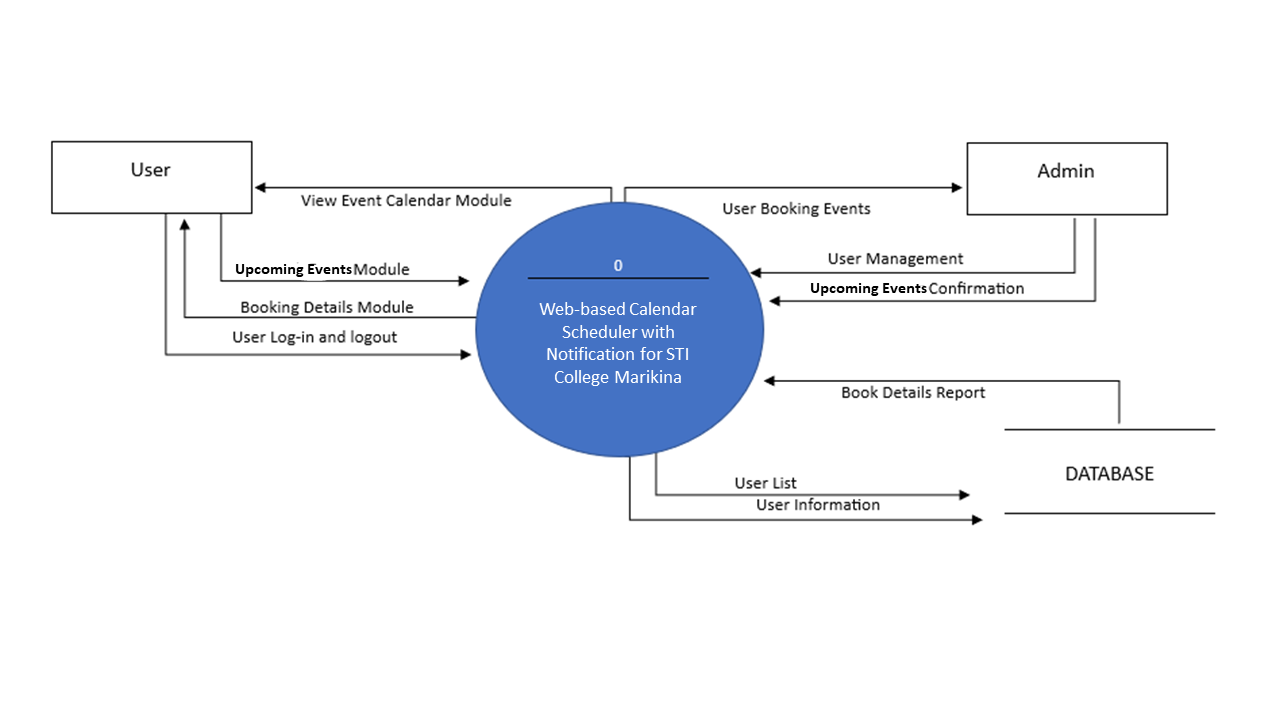 User
Admin
View Event Calendar Module
User Booking Events
User Management
0
Upcoming Events Module
Upcoming Events Confirmation
Booking Details Module
Web-based Calendar
Scheduler with
Notification for STI
College Marikina
User Log-in and logout
Book Details Report
DATABASE
User List
User Information